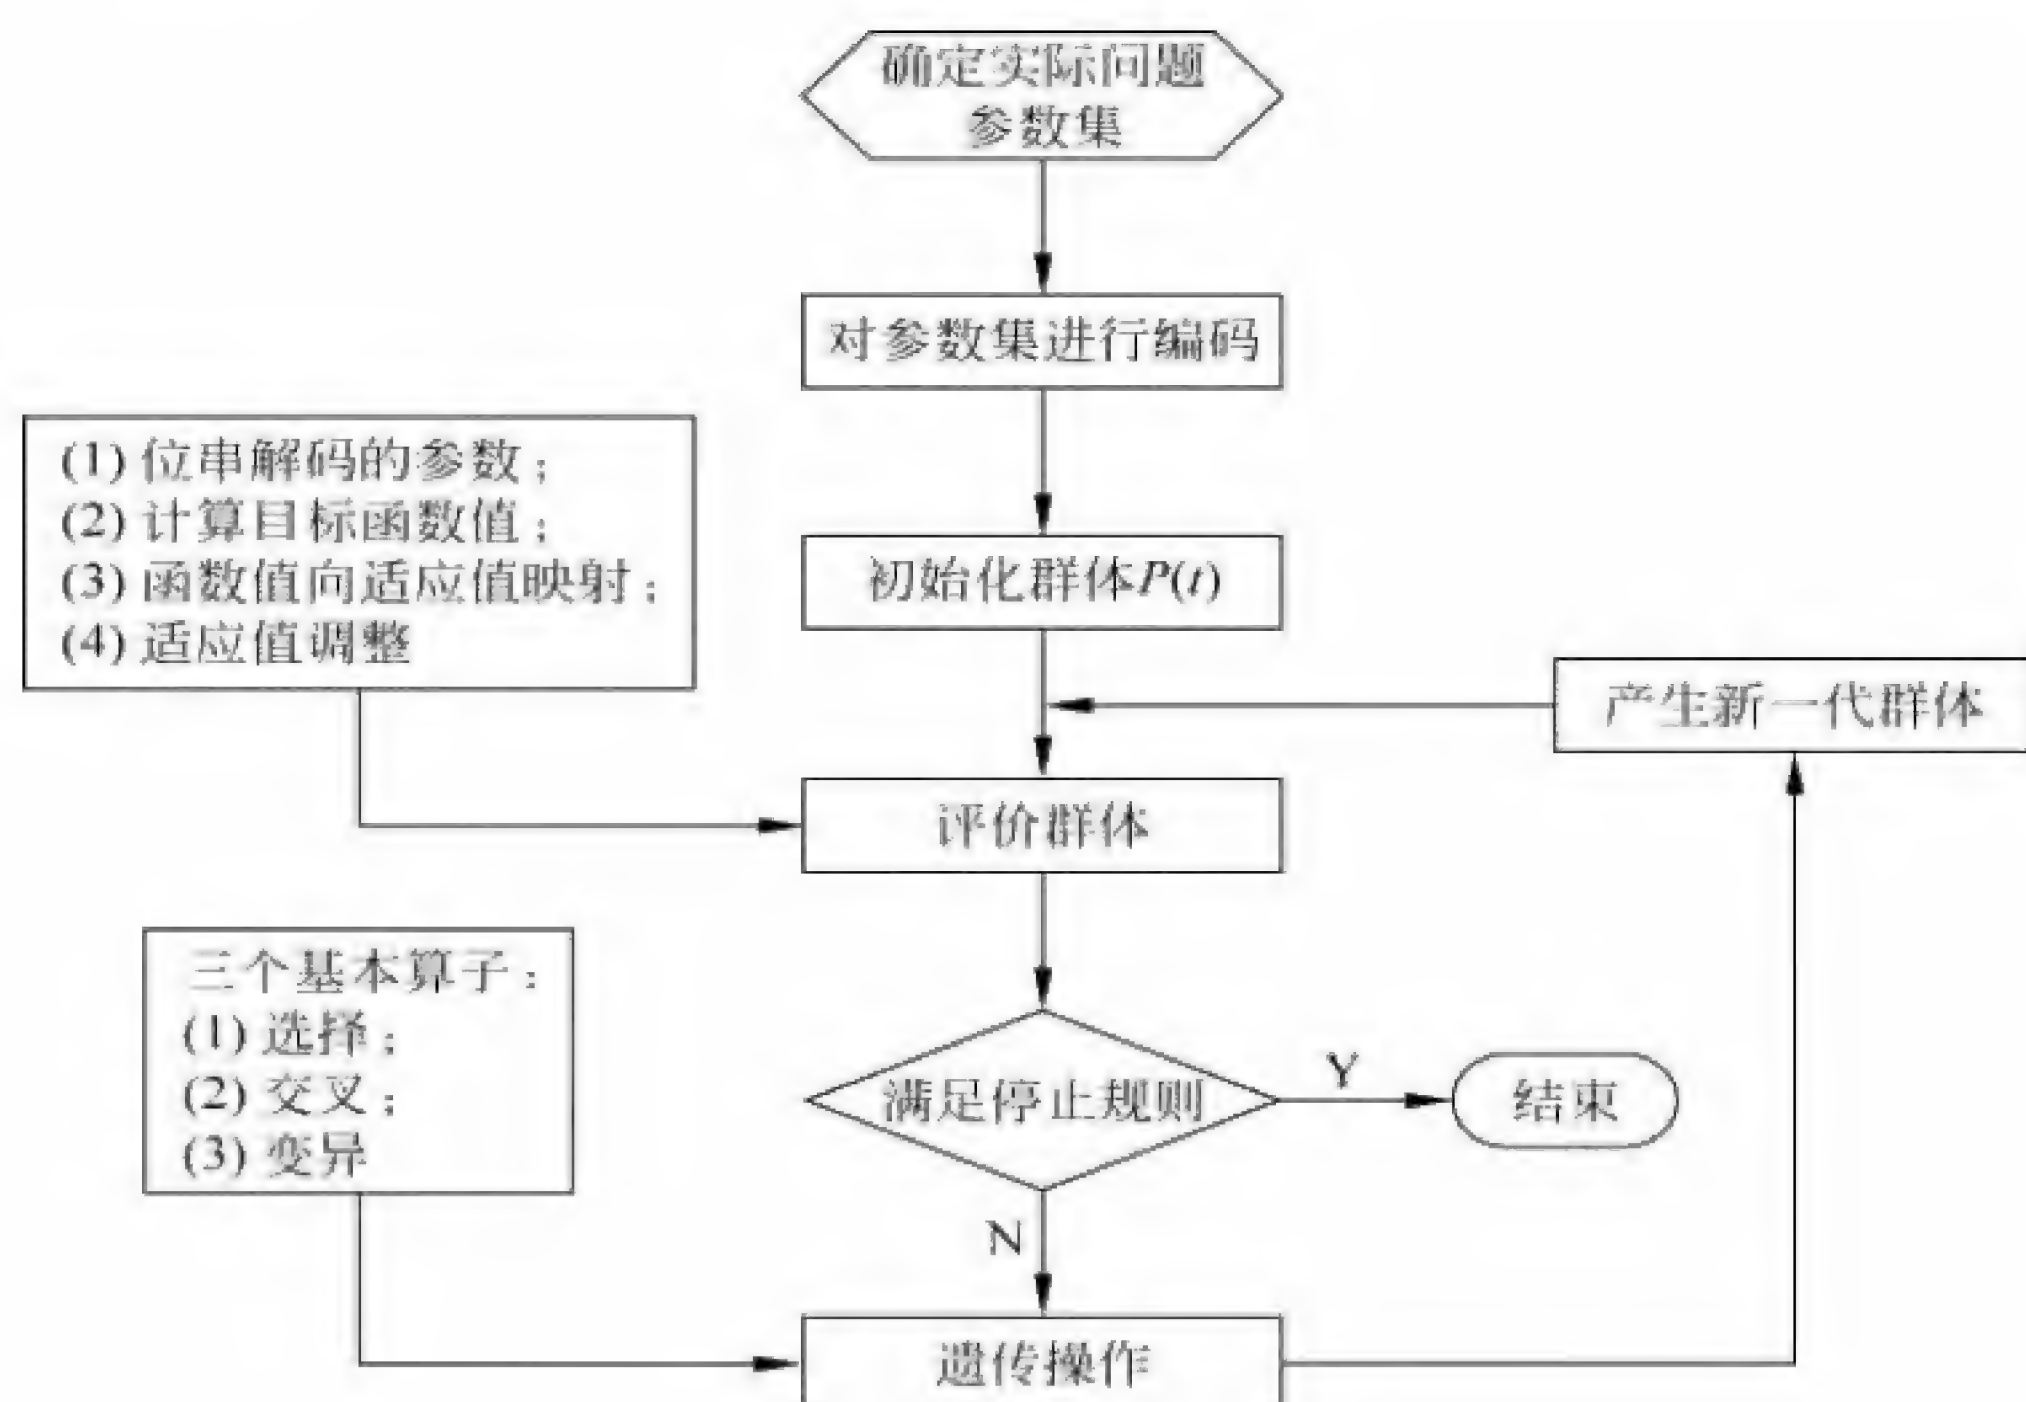 确定实际问题
参数集
对参数集进行编码
(1) 位串解码的参数；
(2) 计算目标函数值；
(3) 函数值向适应值映射；
(4) 适应值调整
初始化群体P(t)
产生新一代群体
评价群体
三个基本算子：
(1) 选择；
(2) 交叉；
(3) 变异
满足停止规则
Y
结束
N
遗传操作